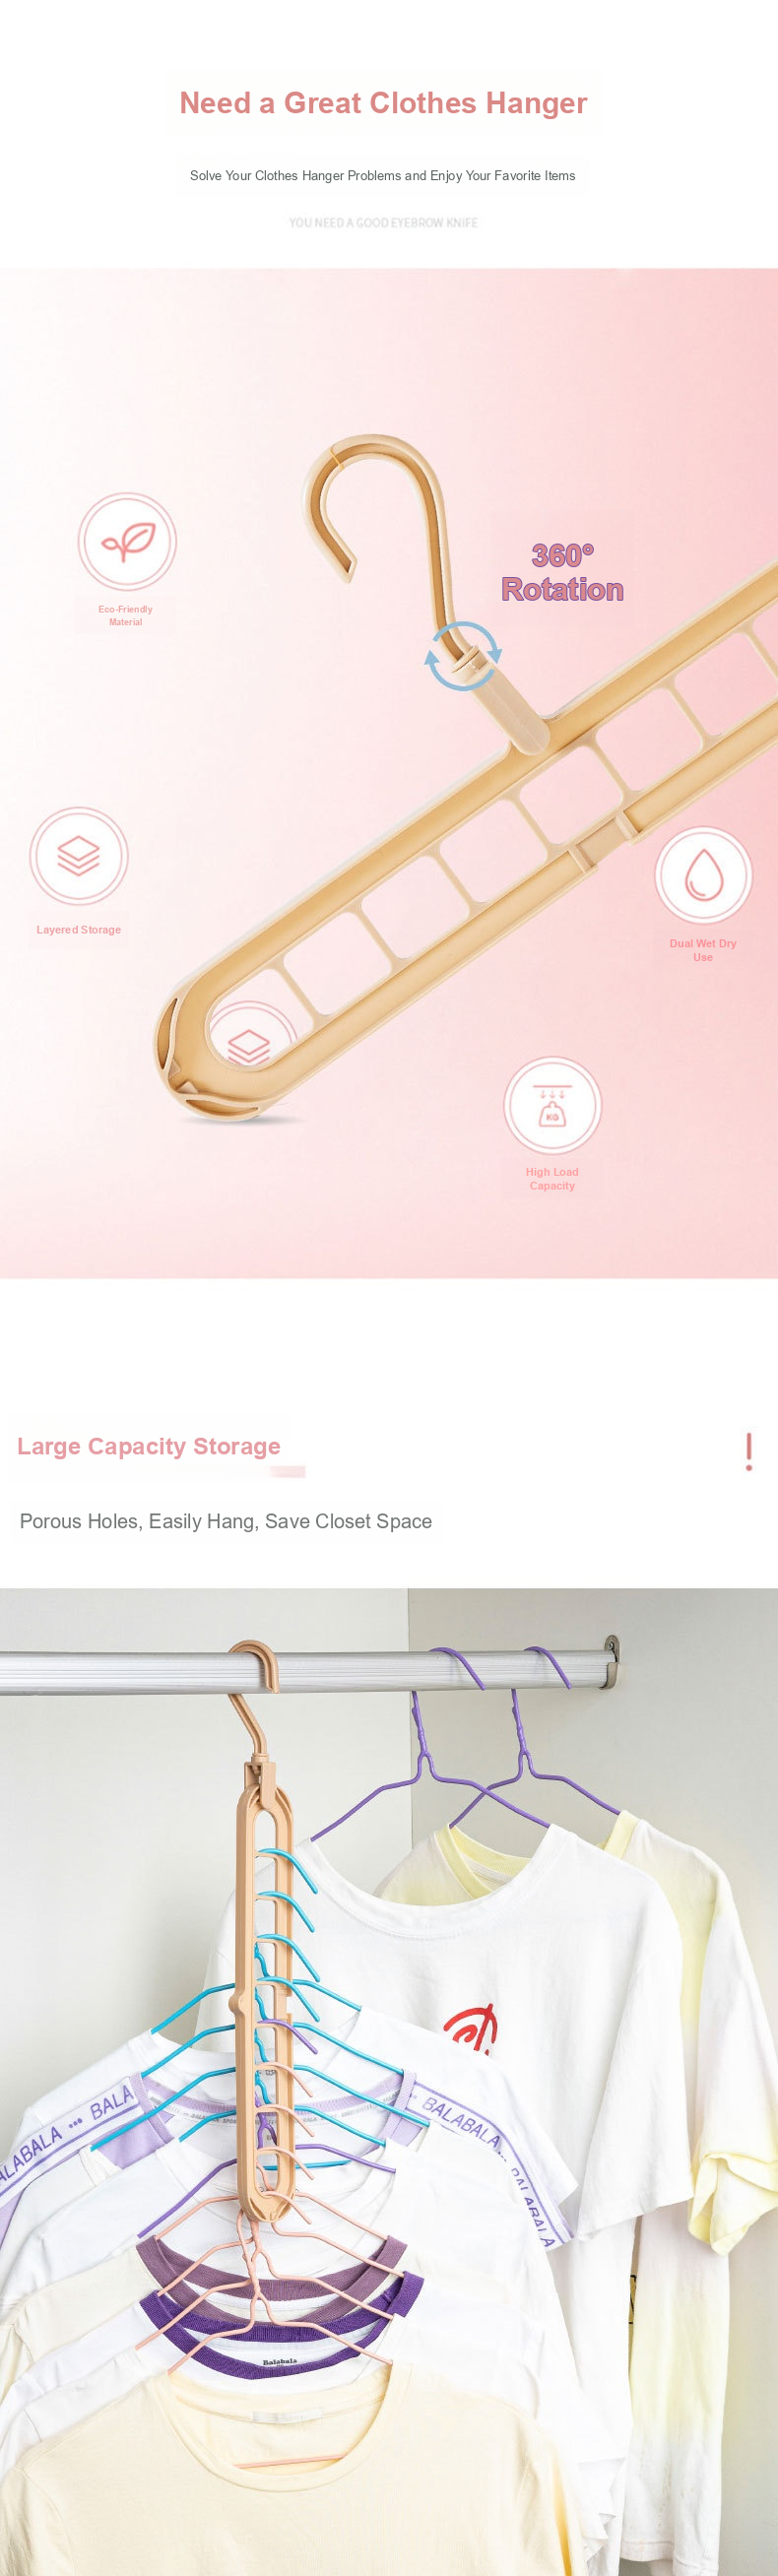 Need a Great Clothes Hanger
Solve Your Clothes Hanger Problems and Enjoy Your Favorite Items
YOU NEED A GOOD EYEBROW KNIFE
360°
Rotation
Eco-Friendly
Material
Layered Storage
Dual Wet Dry
Use
KG
High Load
Capacity
Large Capacity Storage
Porous Holes, Easily Hang, Save Closet Space
ALABALA ••• BALA
BALABALA
BALABALA
Balabala